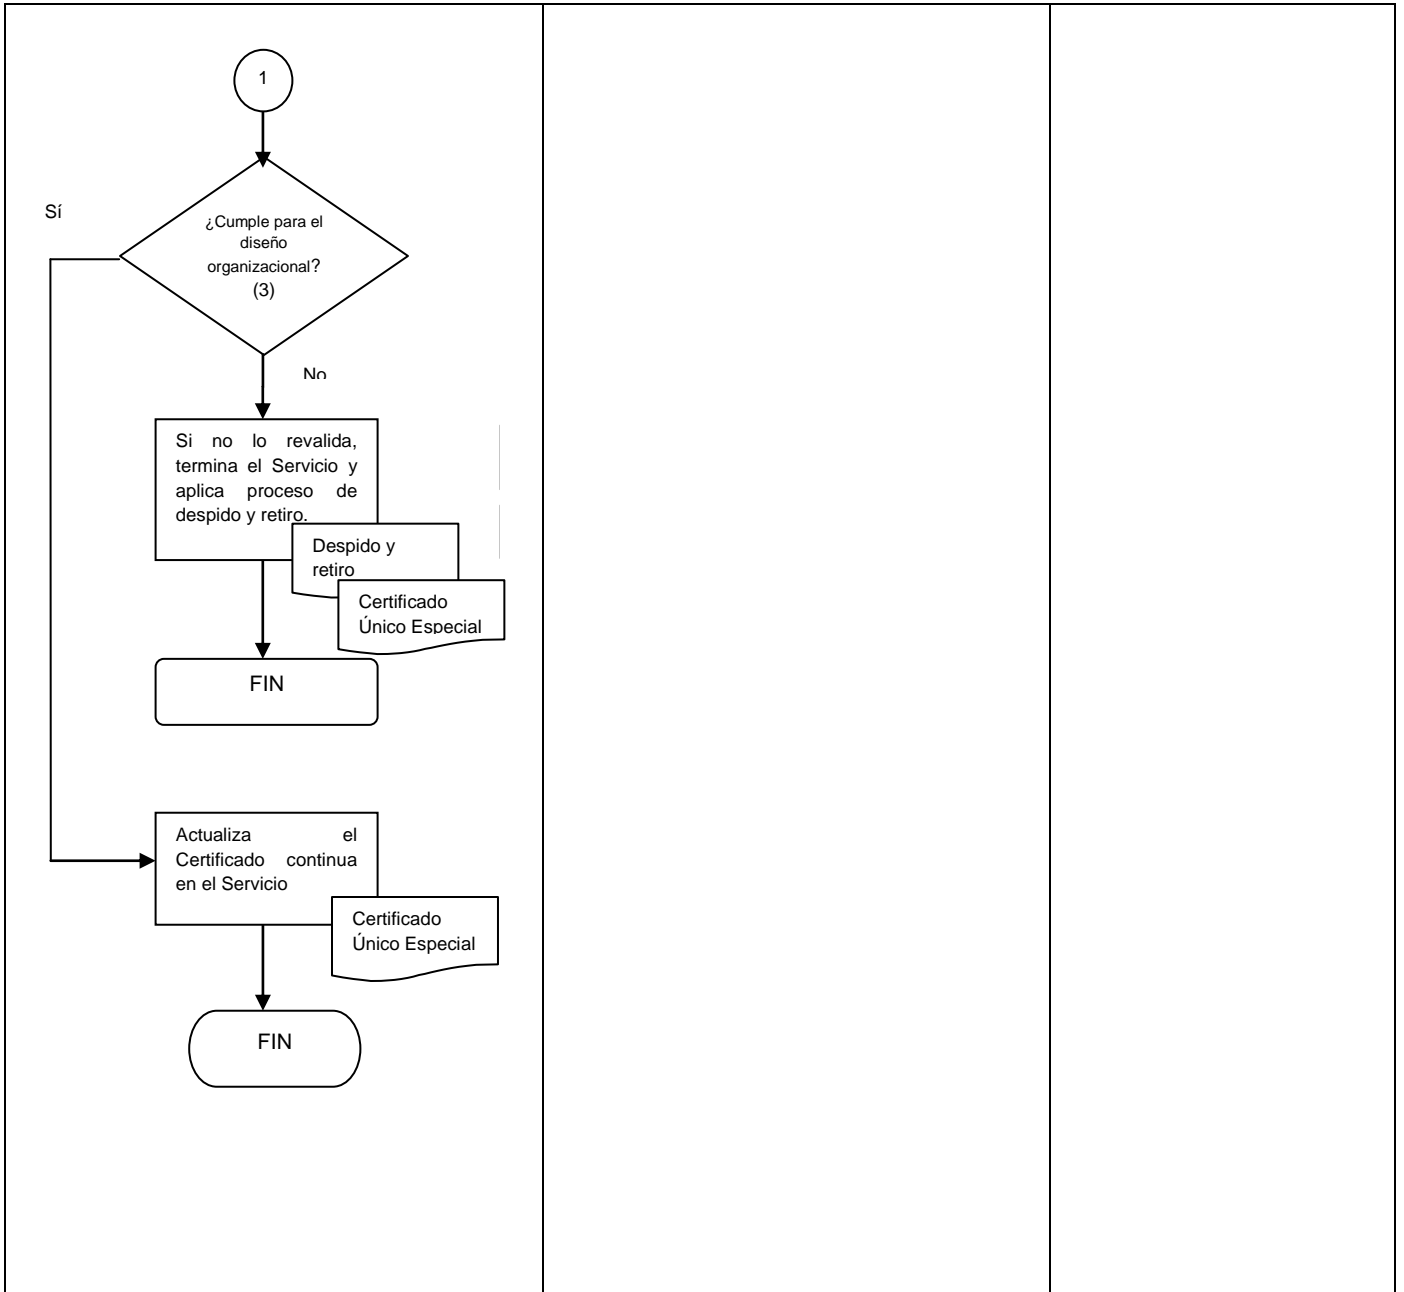 1
Sí
¿Cumple para el
diseño
organizacional?
(3)
No
Si no lo revalida,
termina el Servicio y
aplica proceso de
despido y retiro.
Despido y
retiro
Certificado
Único Especial
FIN
Actualiza el
Certificado continua
en el Servicio
Certificado
Único Especial
FIN